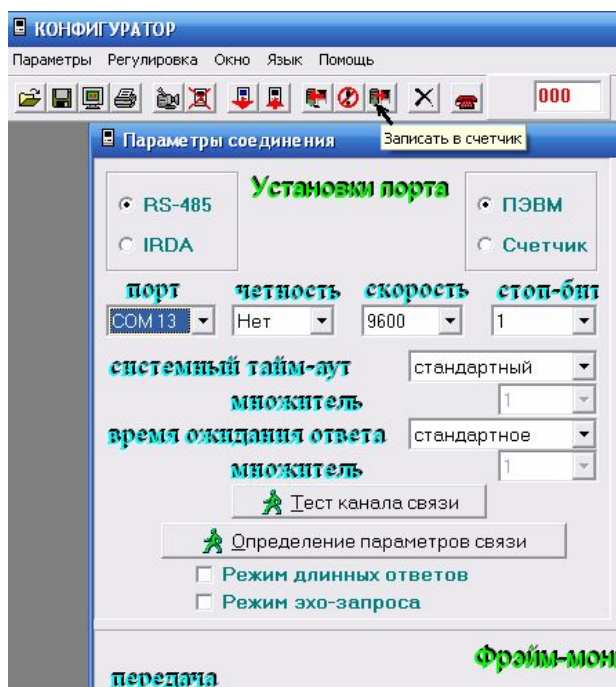 КОНФИГУРАТОР
Параметры Регулировка Окно Язык Помощь
000
Записать в счетчик
Параметры соединения
Установки порта
RS-485
IRDA
ПЭВМ
Счетчик
порт четность скорость стоп-бит
COM 13 Нет 9600 1
системный тайм-аут стандартный
множитель 1
время ожидания ответа стандартное
множитель 1
Тест канала связи
Определение параметров связи
Режим длинных ответов
Режим эхо-запроса
Фрэйм-мон
передача